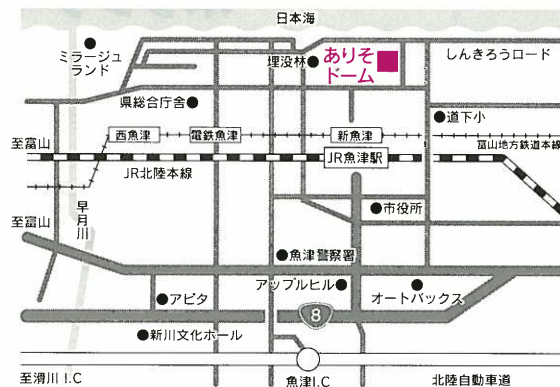 日本海
ミラージュ
ランド
埋没林
ありそ
ドーム
しんきろうロード
県総合庁舎
道下小
西魚津
電鉄魚津
新魚津
富山地方鉄道本線
至富山
JR魚津駅
JR北陸本線
早月川
市役所
至富山
魚津警察署
アピタ
アップルヒル
オートバックス
8
新川文化ホール
至滑川 I.C
魚津I.C
北陸自動車道